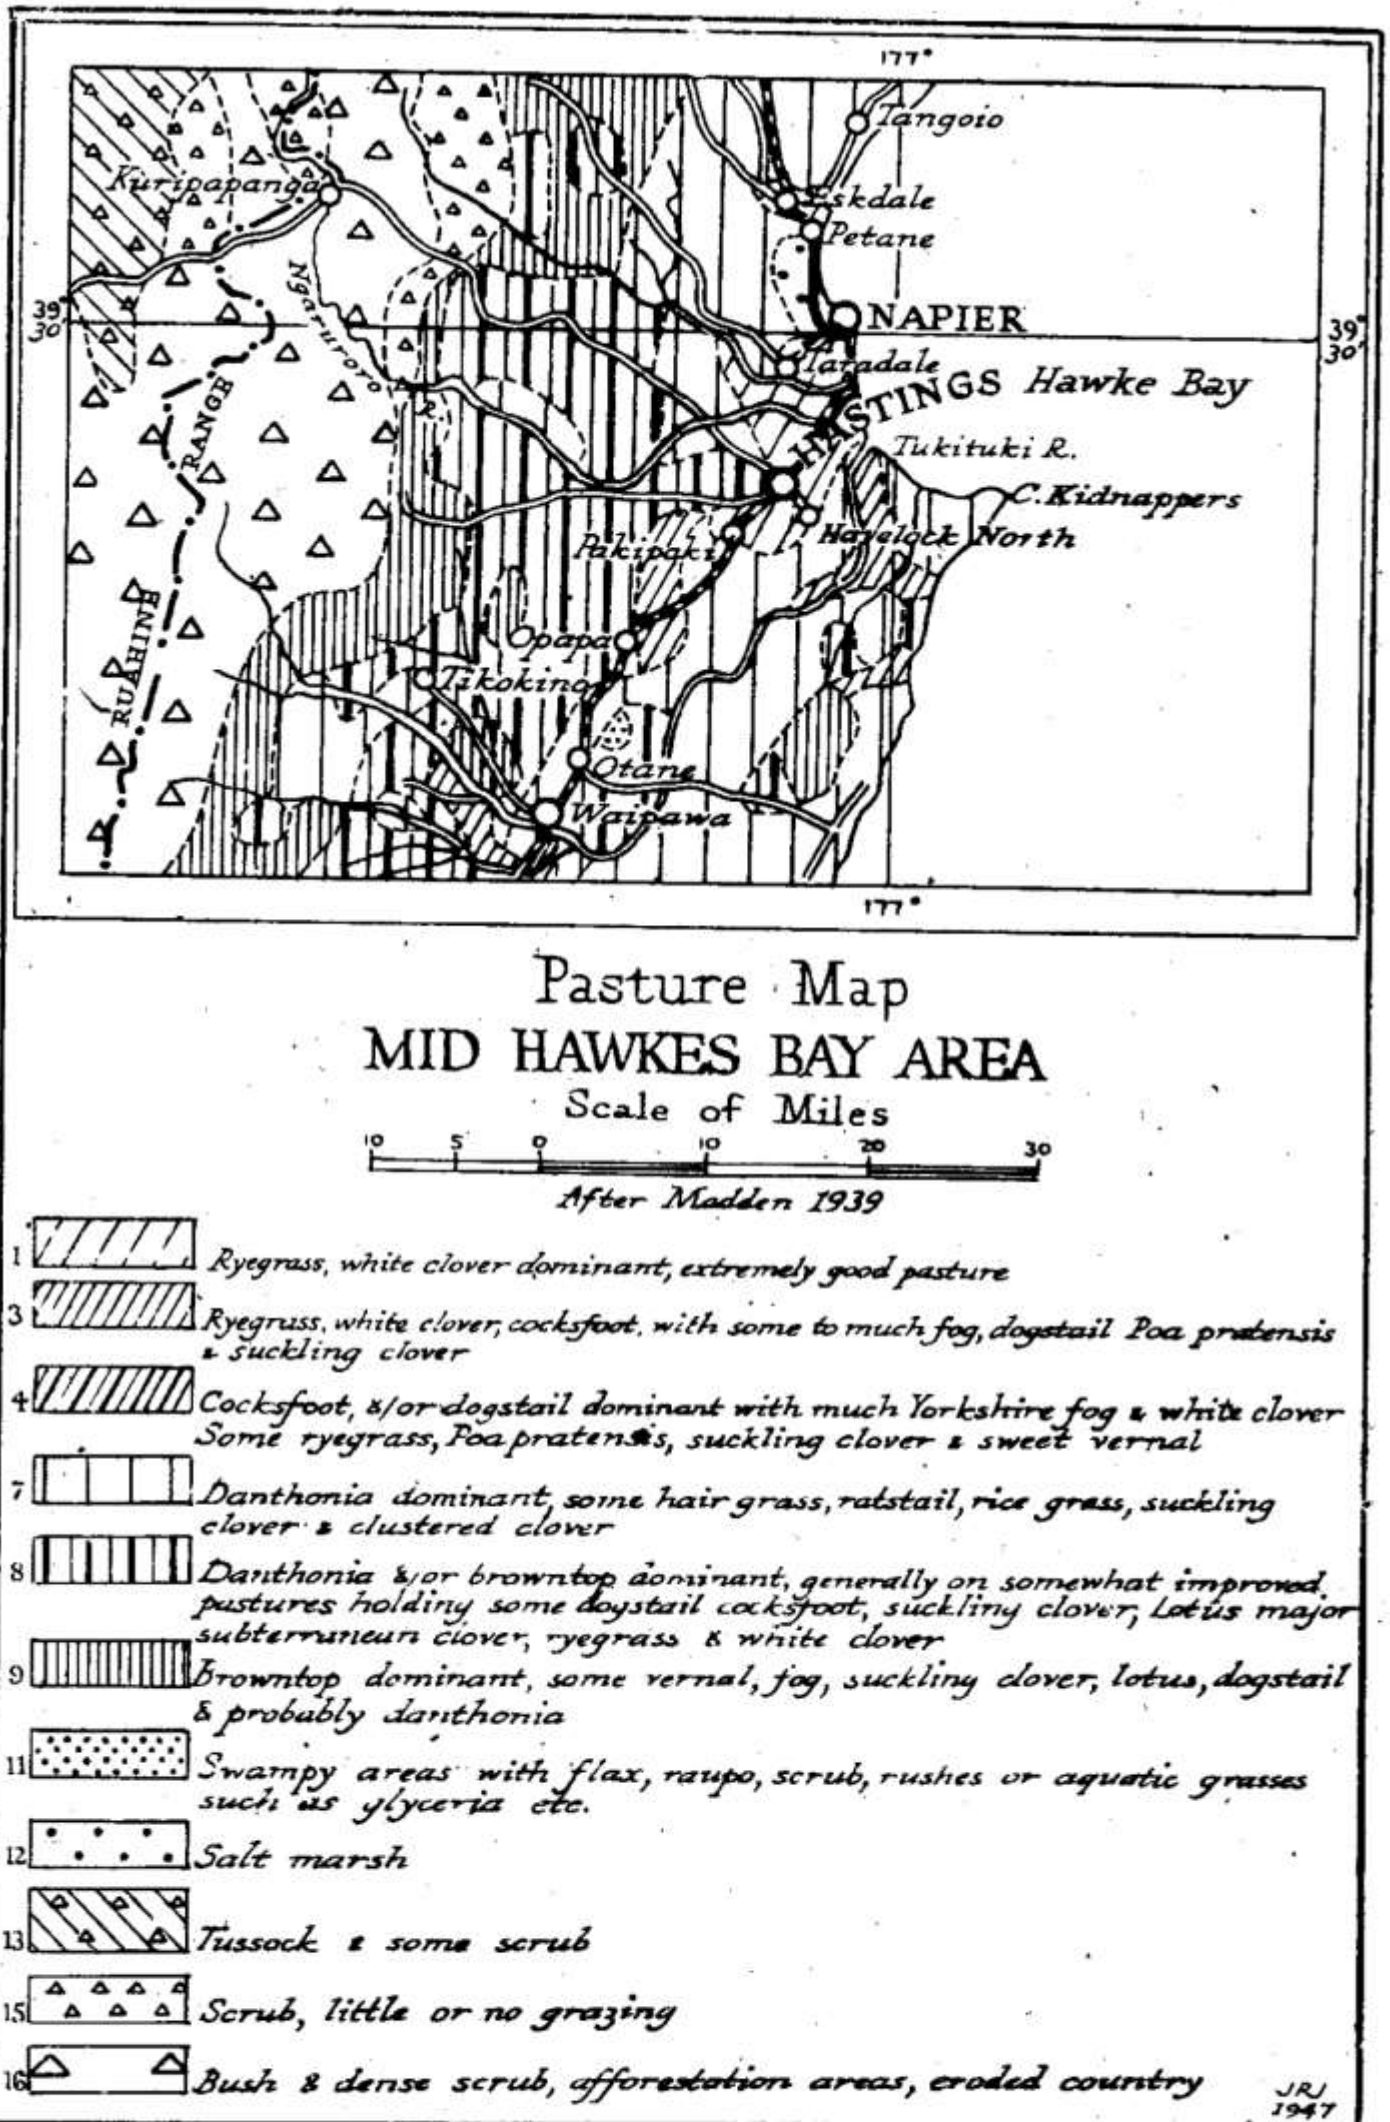 177°
Tangoio
Kuripapanga
Eskdale
Petane
Ngaruroro
R.
39
30
NAPIER
39°
30'
Taradale
HASTINGS
Hawke Bay
RANGE
Tukituki R.
C. Kidnappers
Havelock North
Pakipaki
RUAHINE
Opapa
Tikokino
Otane
Waipawa
177°
Pasture Map
MID HAWKES BAY AREA
Scale of Miles
10 5 0 10 20 30
After Madden 1939
1 Ryegrass, white clover dominant, extremely good pasture
3 Ryegrass, white clover, cocksfoot, with some to much fog, dogstail Poa pratensis
& suckling clover
4 Cocksfoot, &/or dogstail dominant with much Yorkshire fog & white clover
Some ryegrass, Poa pratensis, suckling clover & sweet vernal
7 Danthonia dominant, some hair grass, ratstail, rice grass, suckling
clover & clustered clover
8 Danthonia &/or browntop dominant, generally on somewhat improved
pastures holding some dogstail cocksfoot, suckling clover, Lotus major
subterranean clover, ryegrass & white clover
9 Browntop dominant, some vernal, fog, suckling clover, lotus, dogstail
& probably danthonia
11 Swampy areas with flax, raupo, scrub, rushes or aquatic grasses
such as glyceria etc.
12 Salt marsh
13 Tussock & some scrub
15 Scrub, little or no grazing
16 Bush & dense scrub, afforestation areas, eroded country
JRJ
1947